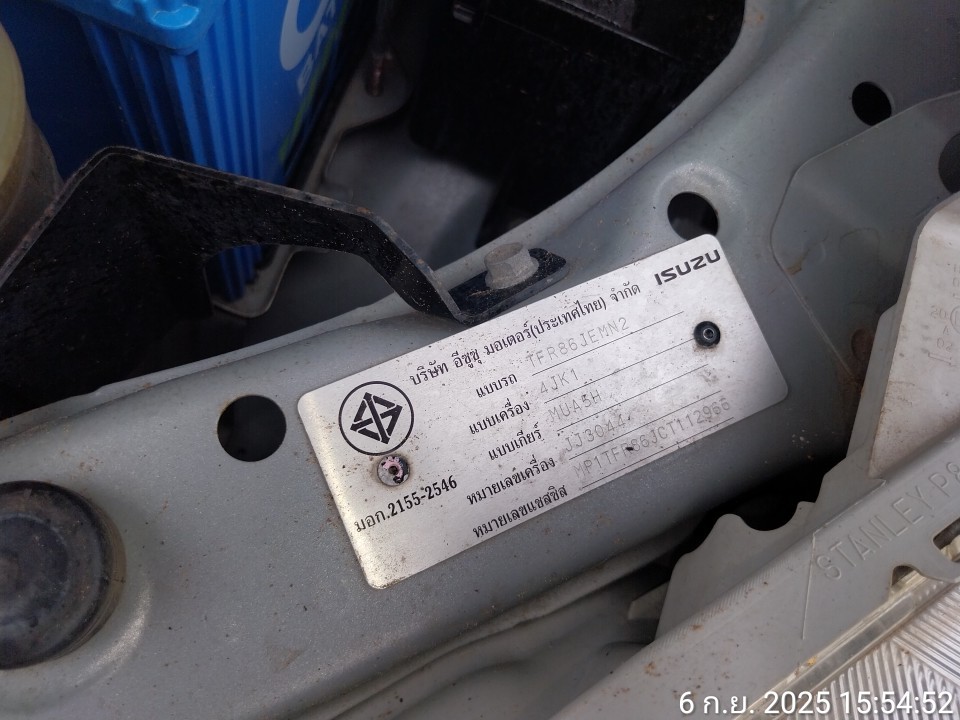 ISUZU
บริษัท อีซูซุ มอเตอร์(ประเทศไทย) จำกัด
แบบรถ TFR86JEMN2
แบบเครื่อง 4JK1
แบบเกียร์ MUA5H
หมายเลขเครื่อง JJ3044
หมายเลขแชสซิส MP1TFR86JCT112966
มอก.2155-2546
STANLEY P8
6 ก.ย. 2025 15:54:52